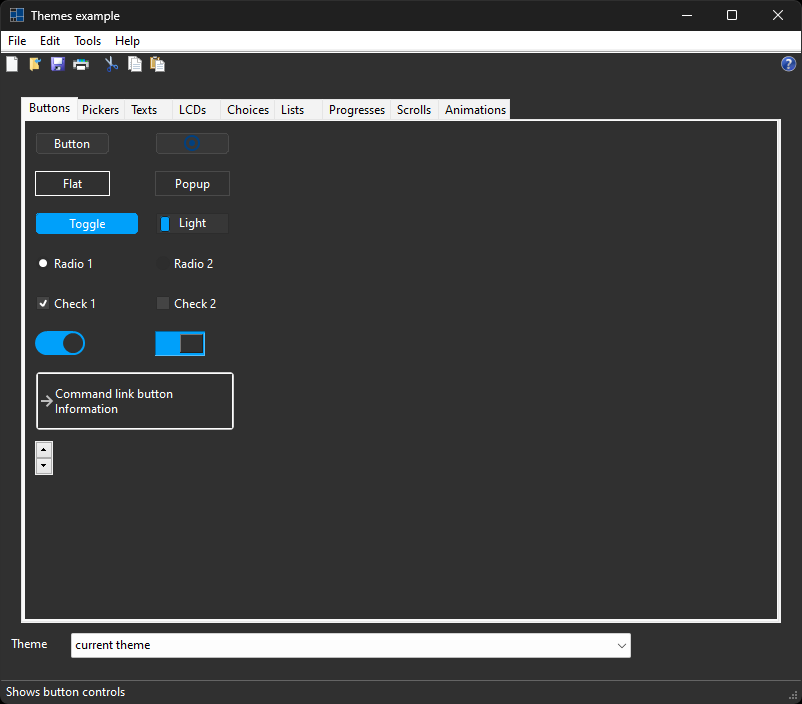 Themes example
File Edit Tools Help
Buttons Pickers Texts LCDs Choices Lists Progresses Scrolls Animations
Button
Flat Popup
Toggle Light
Radio 1 Radio 2
Check 1 Check 2
Command link button
Information
Theme current theme
Shows button controls